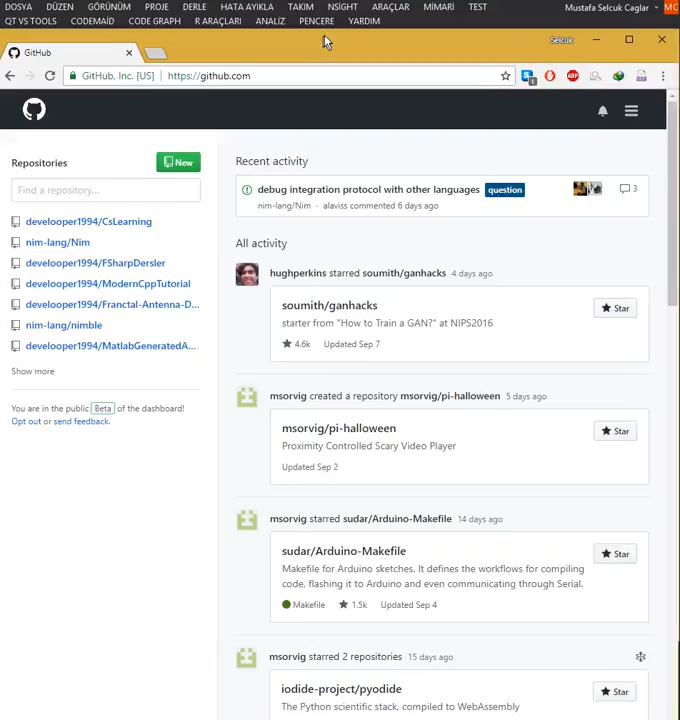 DOSYA DÜZEN GÖRÜNÜM PROJE DERLE HATA AYIKLA TAKIM NSİGHT ARAÇLAR MİMARİ TEST Mustafa Selcuk Caglar MC
QT VS TOOLS CODEMAİD CODE GRAPH R ARAÇLARI ANALİZ PENCERE YARDIM
GitHub Selcuk
GitHub, Inc. [US] https://github.com
1 ABP
Repositories New
Find a repository...
develooper1994/CsLearning
nim-lang/Nim
develooper1994/FSharpDersler
develooper1994/ModernCppTutorial
develooper1994/Franctal-Antenna-D...
nim-lang/nimble
develooper1994/MatlabGeneratedA...
Show more
You are in the public Beta of the dashboard!
Opt out or send feedback.
Recent activity
debug integration protocol with other languages question 3
nim-lang/Nim · alaviss commented 6 days ago
All activity
hughperkins starred soumith/ganhacks 4 days ago
soumith/ganhacks Star
starter from "How to Train a GAN?" at NIPS2016
4.6k Updated Sep 7
msorvig created a repository msorvig/pi-halloween 5 days ago
msorvig/pi-halloween Star
Proximity Controlled Scary Video Player
Updated Sep 2
msorvig starred sudar/Arduino-Makefile 14 days ago
sudar/Arduino-Makefile Star
Makefile for Arduino sketches. It defines the workflows for compiling
code, flashing it to Arduino and even communicating through Serial.
Makefile 1.5k Updated Sep 4
msorvig starred 2 repositories 15 days ago
iodide-project/pyodide Star
The Python scientific stack, compiled to WebAssembly